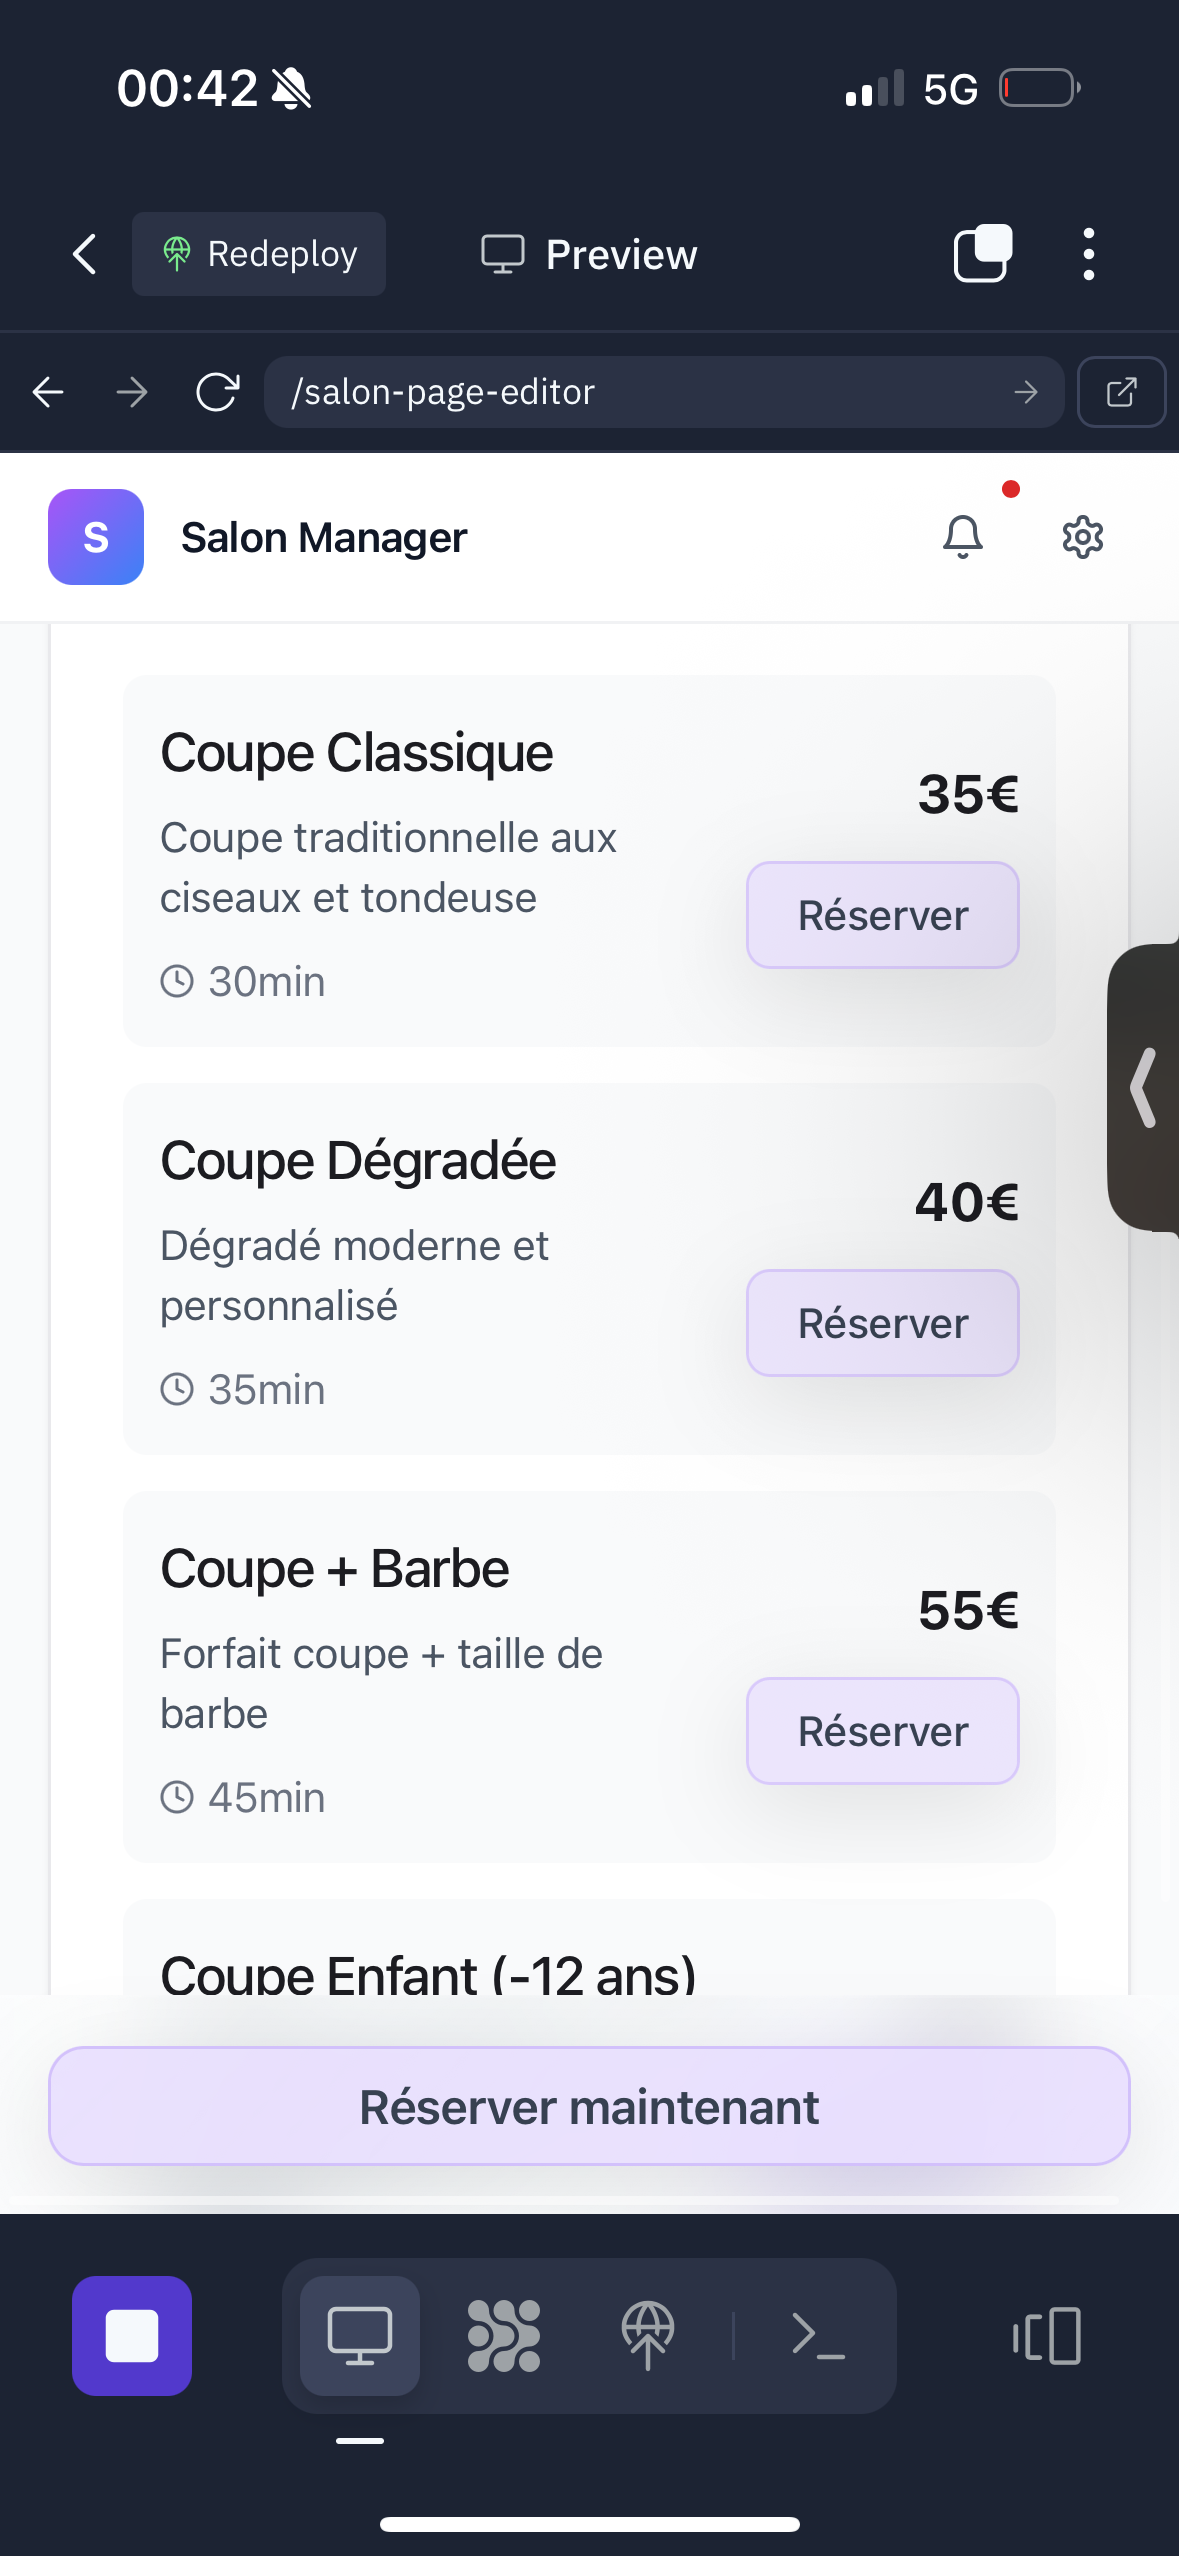 00:42
5G
Redeploy
Preview
/salon-page-editor
S
Salon Manager
Coupe Classique
35€
Coupe traditionnelle aux
ciseaux et tondeuse
Réserver
30min
Coupe Dégradée
40€
Dégradé moderne et
personnalisé
Réserver
35min
Coupe + Barbe
55€
Forfait coupe + taille de
barbe
Réserver
45min
Coupe Enfant (-12 ans)
Réserver maintenant